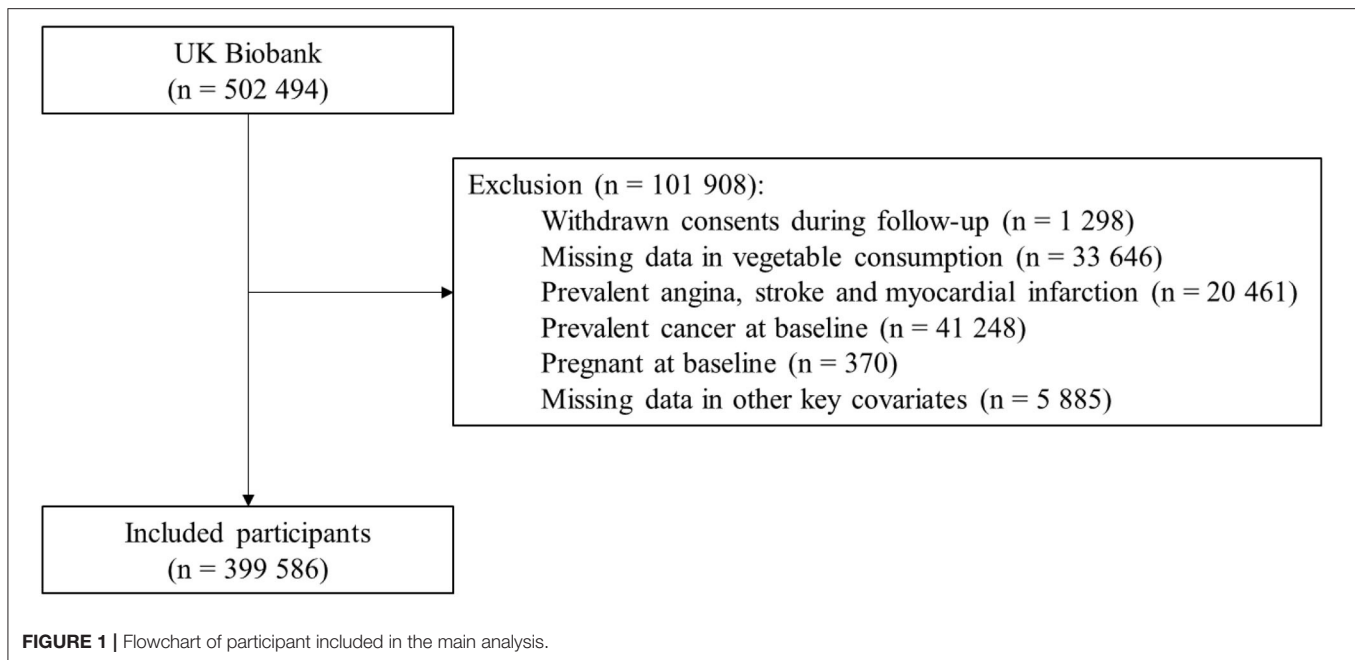 UK Biobank
(n = 502 494)
Exclusion (n = 101 908):
Withdrawn consents during follow-up (n = 1 298)
Missing data in vegetable consumption (n = 33 646)
Prevalent angina, stroke and myocardial infarction (n = 20 461)
Prevalent cancer at baseline (n = 41 248)
Pregnant at baseline (n = 370)
Missing data in other key covariates (n = 5 885)
Included participants
(n = 399 586)
FIGURE 1 | Flowchart of participant included in the main analysis.